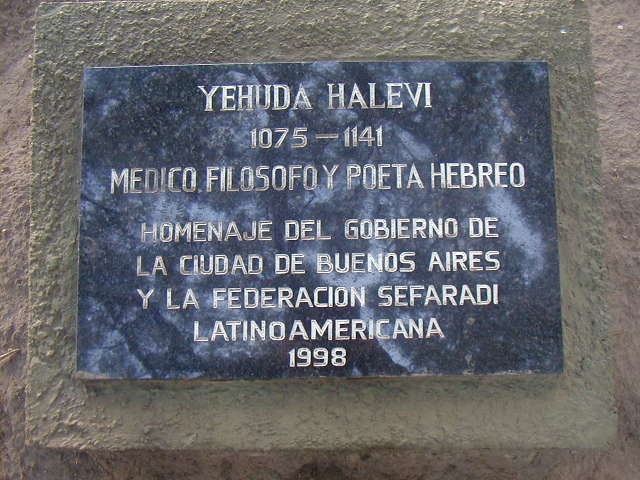 YEHUDA HALEVI
1075 — 1141
MEDICO, FILOSOFO Y POETA HEBREO
HOMENAJE DEL GOBIERNO DE
LA CIUDAD DE BUENOS AIRES
Y LA FEDERACION SEFARADI
LATINOAMERICANA
1998